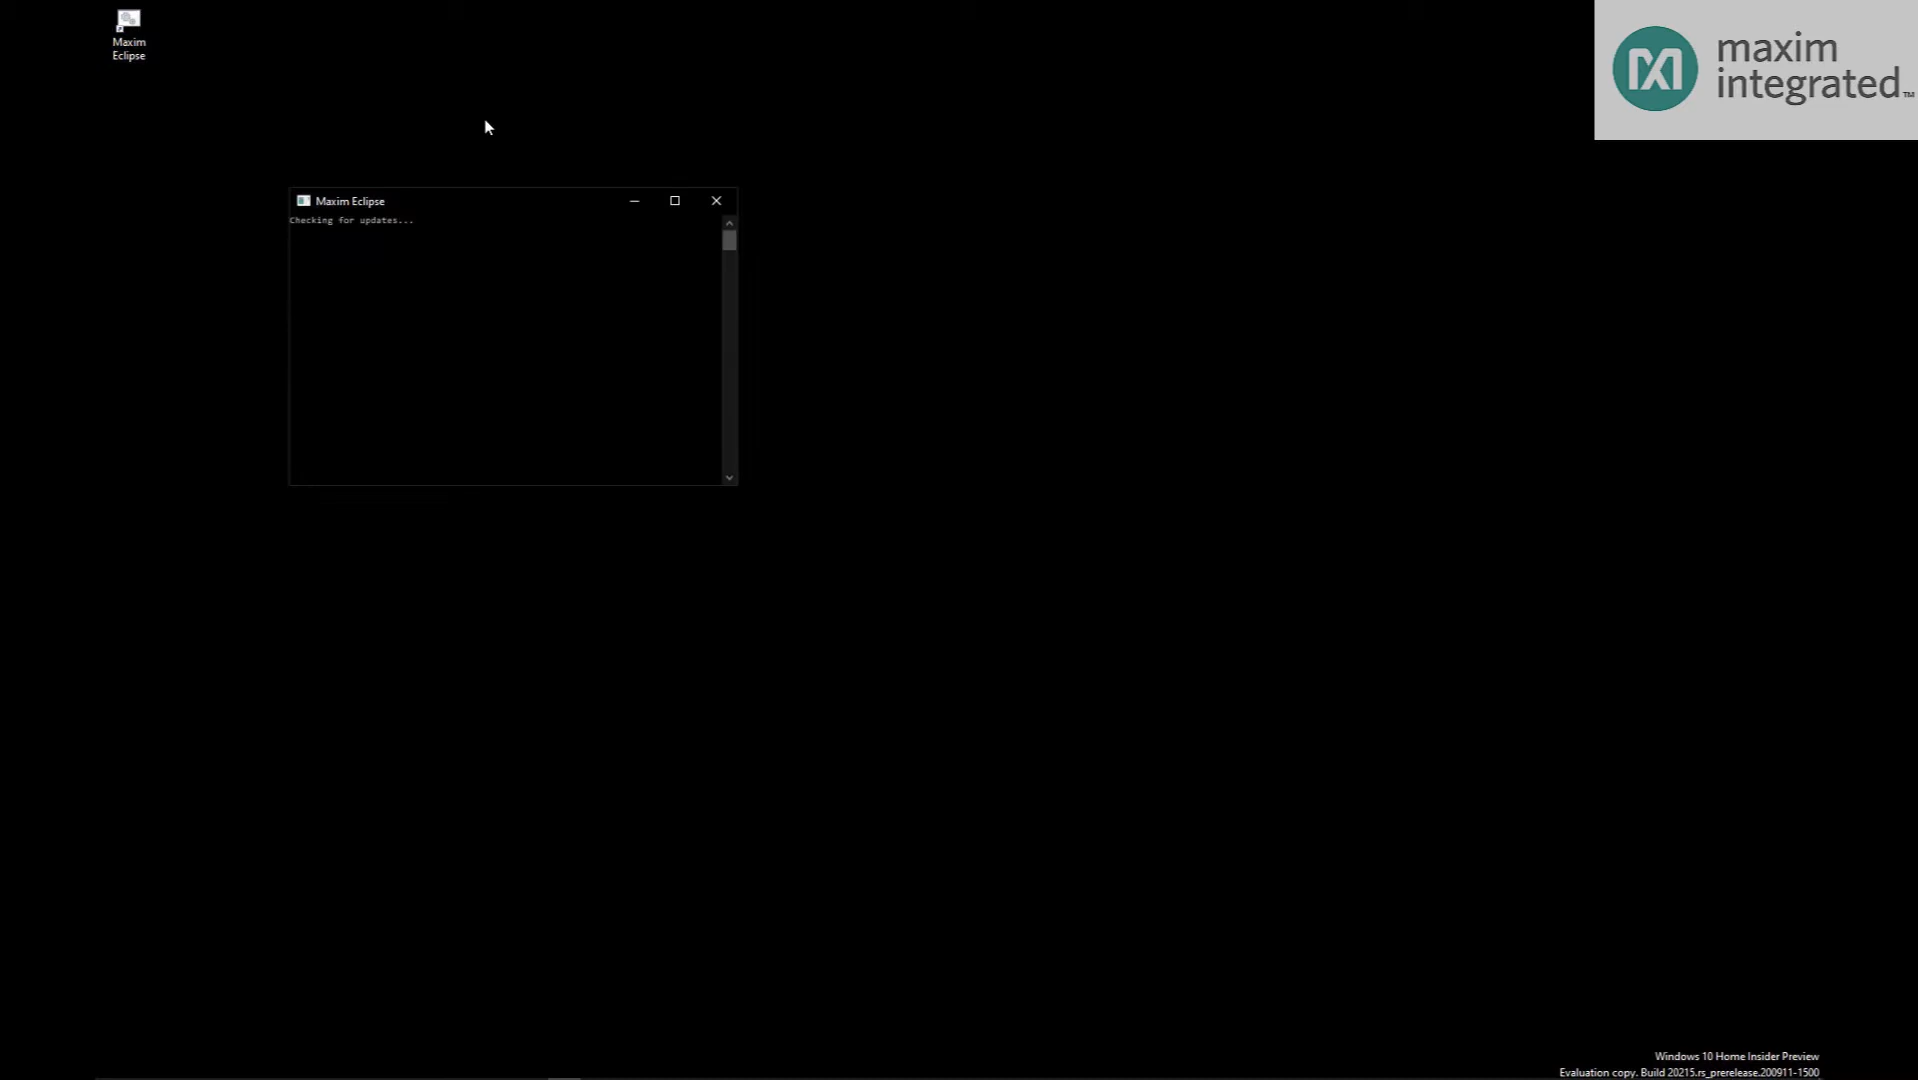 Maxim
Eclipse
maxim
integrated™
Maxim Eclipse
Checking for updates...
Windows 10 Home Insider Preview
Evaluation copy. Build 20215.rs_prerelease.200911-1500